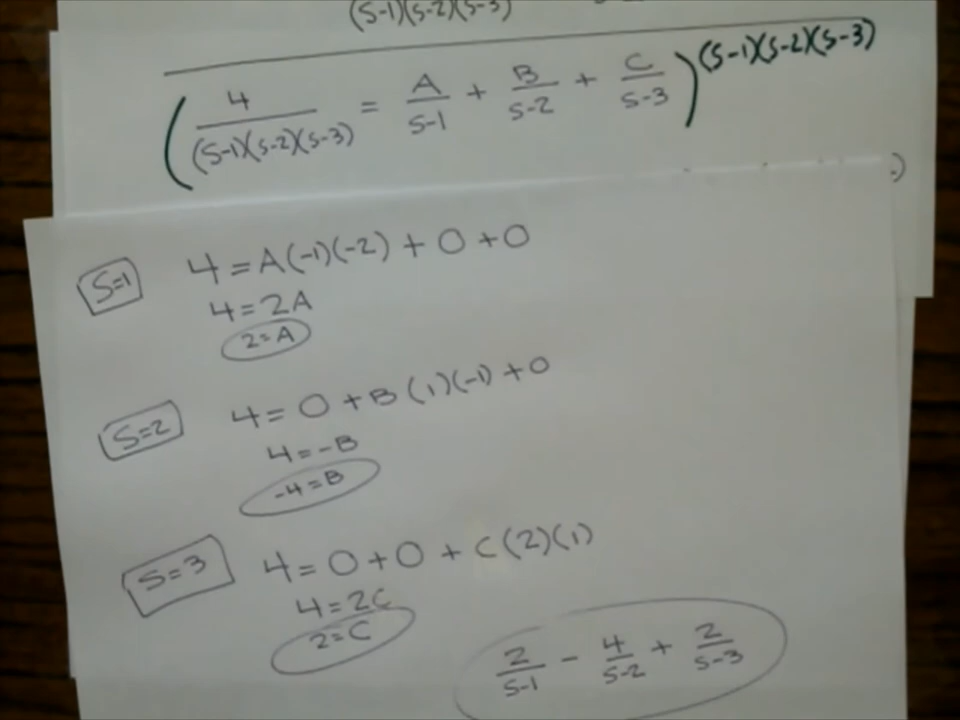 (S-1)(S-2)(S-3)
( 4/((S-1)(S-2)(S-3)) = A/(S-1) + B/(S-2) + C/(S-3) ) (S-1)(S-2)(S-3)
S=1 4=A(-1)(-2)+0+0
4=2A
2=A
S=2 4=0+B(1)(-1)+0
4=-B
-4=B
S=3 4=0+0+C(2)(1)
4=2C
2=C
2/(S-1) - 4/(S-2) + 2/(S-3)